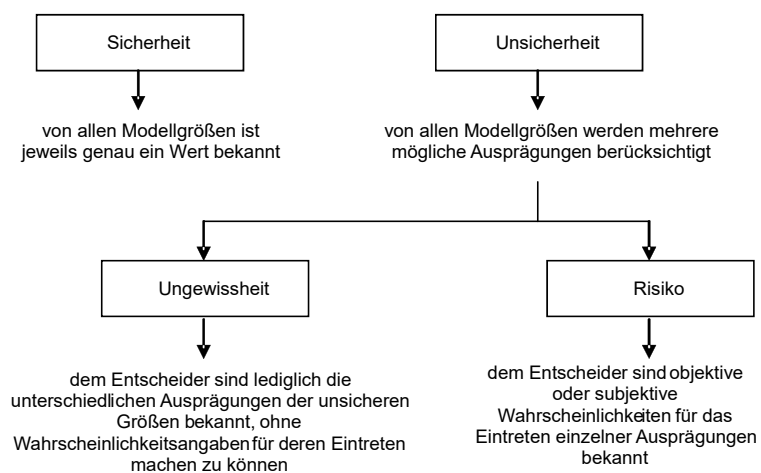 Sicherheit
Unsicherheit
von allen Modellgrößen ist
jeweils genau ein Wert bekannt
von allen Modellgrößen werden mehrere
mögliche Ausprägungen berücksichtigt
Ungewissheit
Risiko
dem Entscheider sind lediglich die
unterschiedlichen Ausprägungen der unsicheren
Größen bekannt, ohne
Wahrscheinlichkeitsangaben für deren Eintreten
machen zu können
dem Entscheider sind objektive
oder subjektive
Wahrscheinlichkeiten für das
Eintreten einzelner Ausprägungen
bekannt